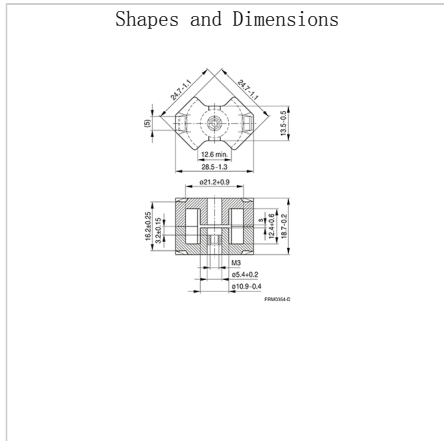 Shapes and Dimensions
24.7-1.1
24.7-1.1
(5)
13.5-0.5
12.6 min.
28.5-1.3
ø21.2+0.9
16.2±0.25
3.2±0.15
s
12.4+0.6
18.7-0.2
M3
ø5.4+0.2
ø10.9-0.4
FRM0354-D